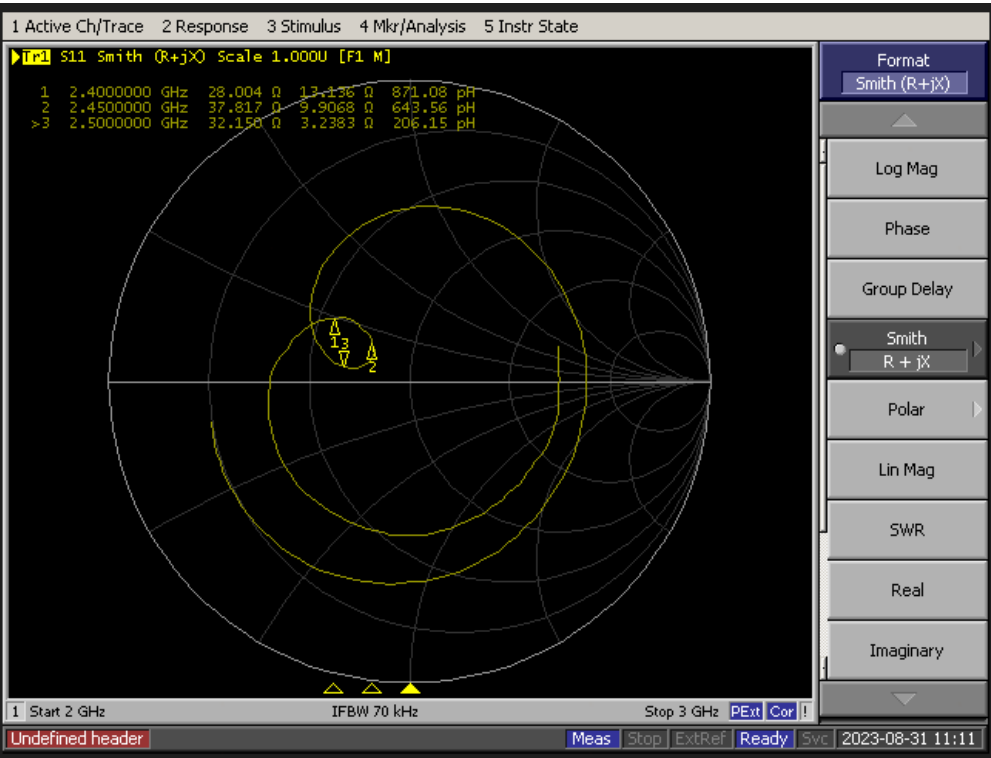 1 Active Ch/Trace 2 Response 3 Stimulus 4 Mkr/Analysis 5 Instr State
Tr1 S11 Smith (R+jX) Scale 1.000U [F1 M]
1 2.4000000 GHz 28.004 Ω 13.136 Ω 871.08 pH
2 2.4500000 GHz 37.817 Ω 9.9068 Ω 643.56 pH
>3 2.5000000 GHz 32.150 Ω 3.2383 Ω 206.15 pH
1
3
2
Format
Smith (R+jX)
Log Mag
Phase
Group Delay
Smith
R + jX
Polar
Lin Mag
SWR
Real
Imaginary
1 Start 2 GHz IFBW 70 kHz Stop 3 GHz PExt Cor !
Undefined header Meas Stop ExtRef Ready Svc 2023-08-31 11:11